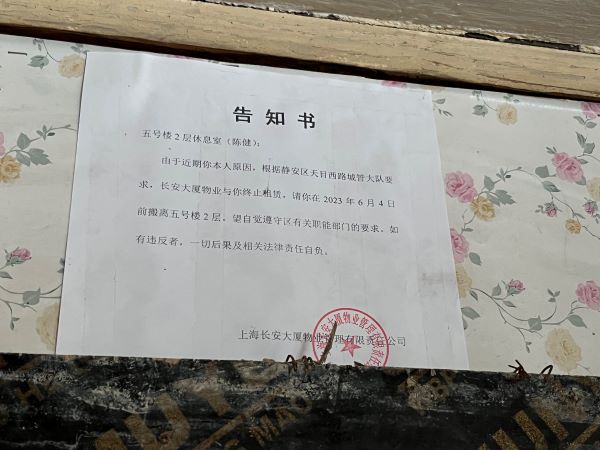 告知书
五号楼2层休息室（陈健）：
由于近期你本人原因，根据静安区天目西路城管大队要
求，长安大厦物业与你终止租赁，请你在2023年6月4日
前搬离五号楼2层，望自觉遵守区有关职能部门的要求，如
有违反者，一切后果及相关法律责任自负。
上海长安大厦物业管理有限责任公司